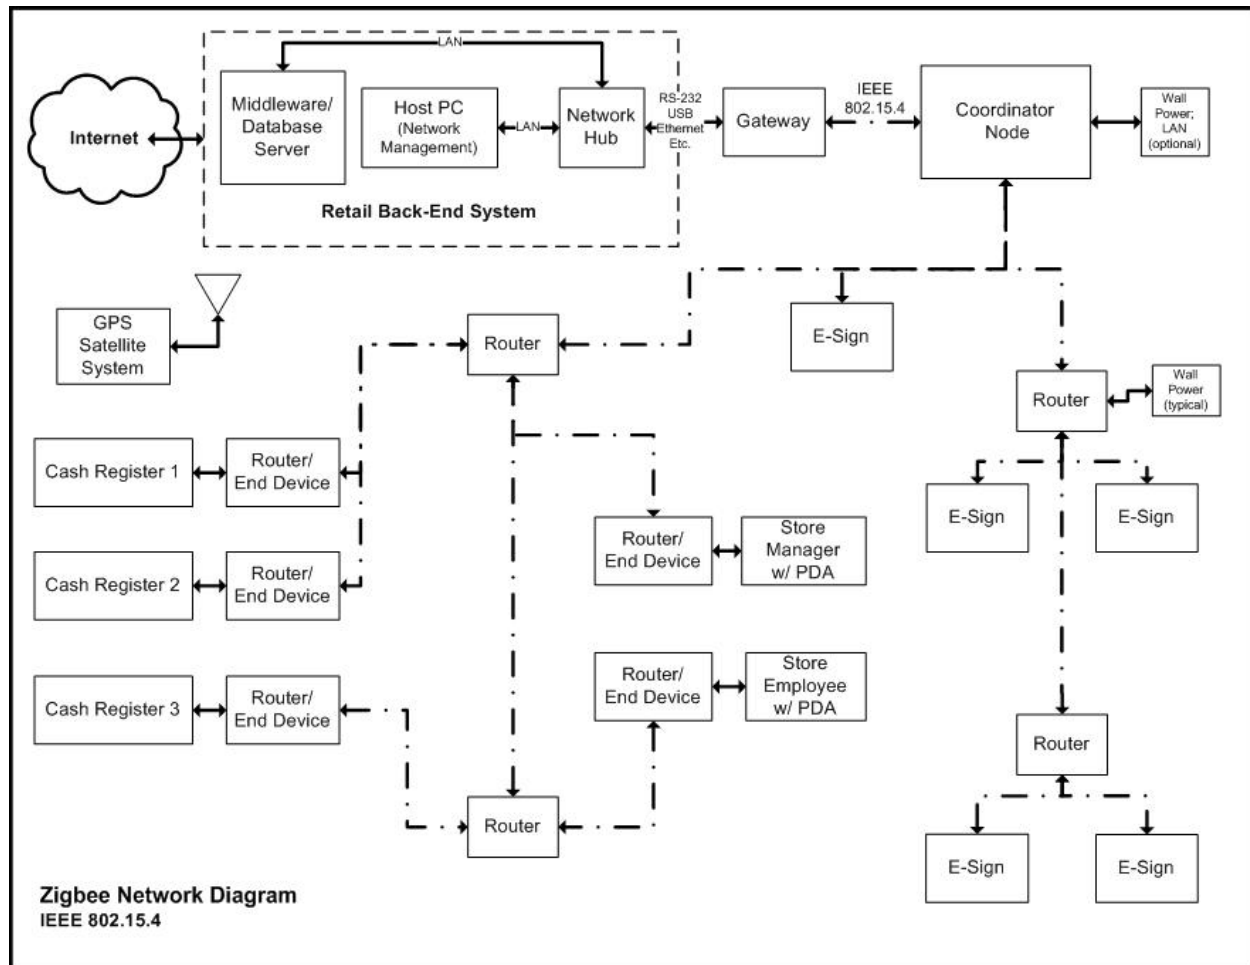 LAN
Internet
Middleware/
Database
Server
Host PC
(Network
Management)
LAN
Network
Hub
RS-232
USB
Ethernet
Etc.
Gateway
IEEE
802.15.4
Coordinator
Node
Wall
Power;
LAN
(optional)
Retail Back-End System
GPS
Satellite
System
Router
E-Sign
Router
Wall
Power
(typical)
Cash Register 1
Router/
End Device
E-Sign
E-Sign
Router/
End Device
Store
Manager
w/ PDA
Cash Register 2
Router/
End Device
Router/
End Device
Store
Employee
w/ PDA
Cash Register 3
Router/
End Device
Router
Router
E-Sign
E-Sign
Zigbee Network Diagram
IEEE 802.15.4